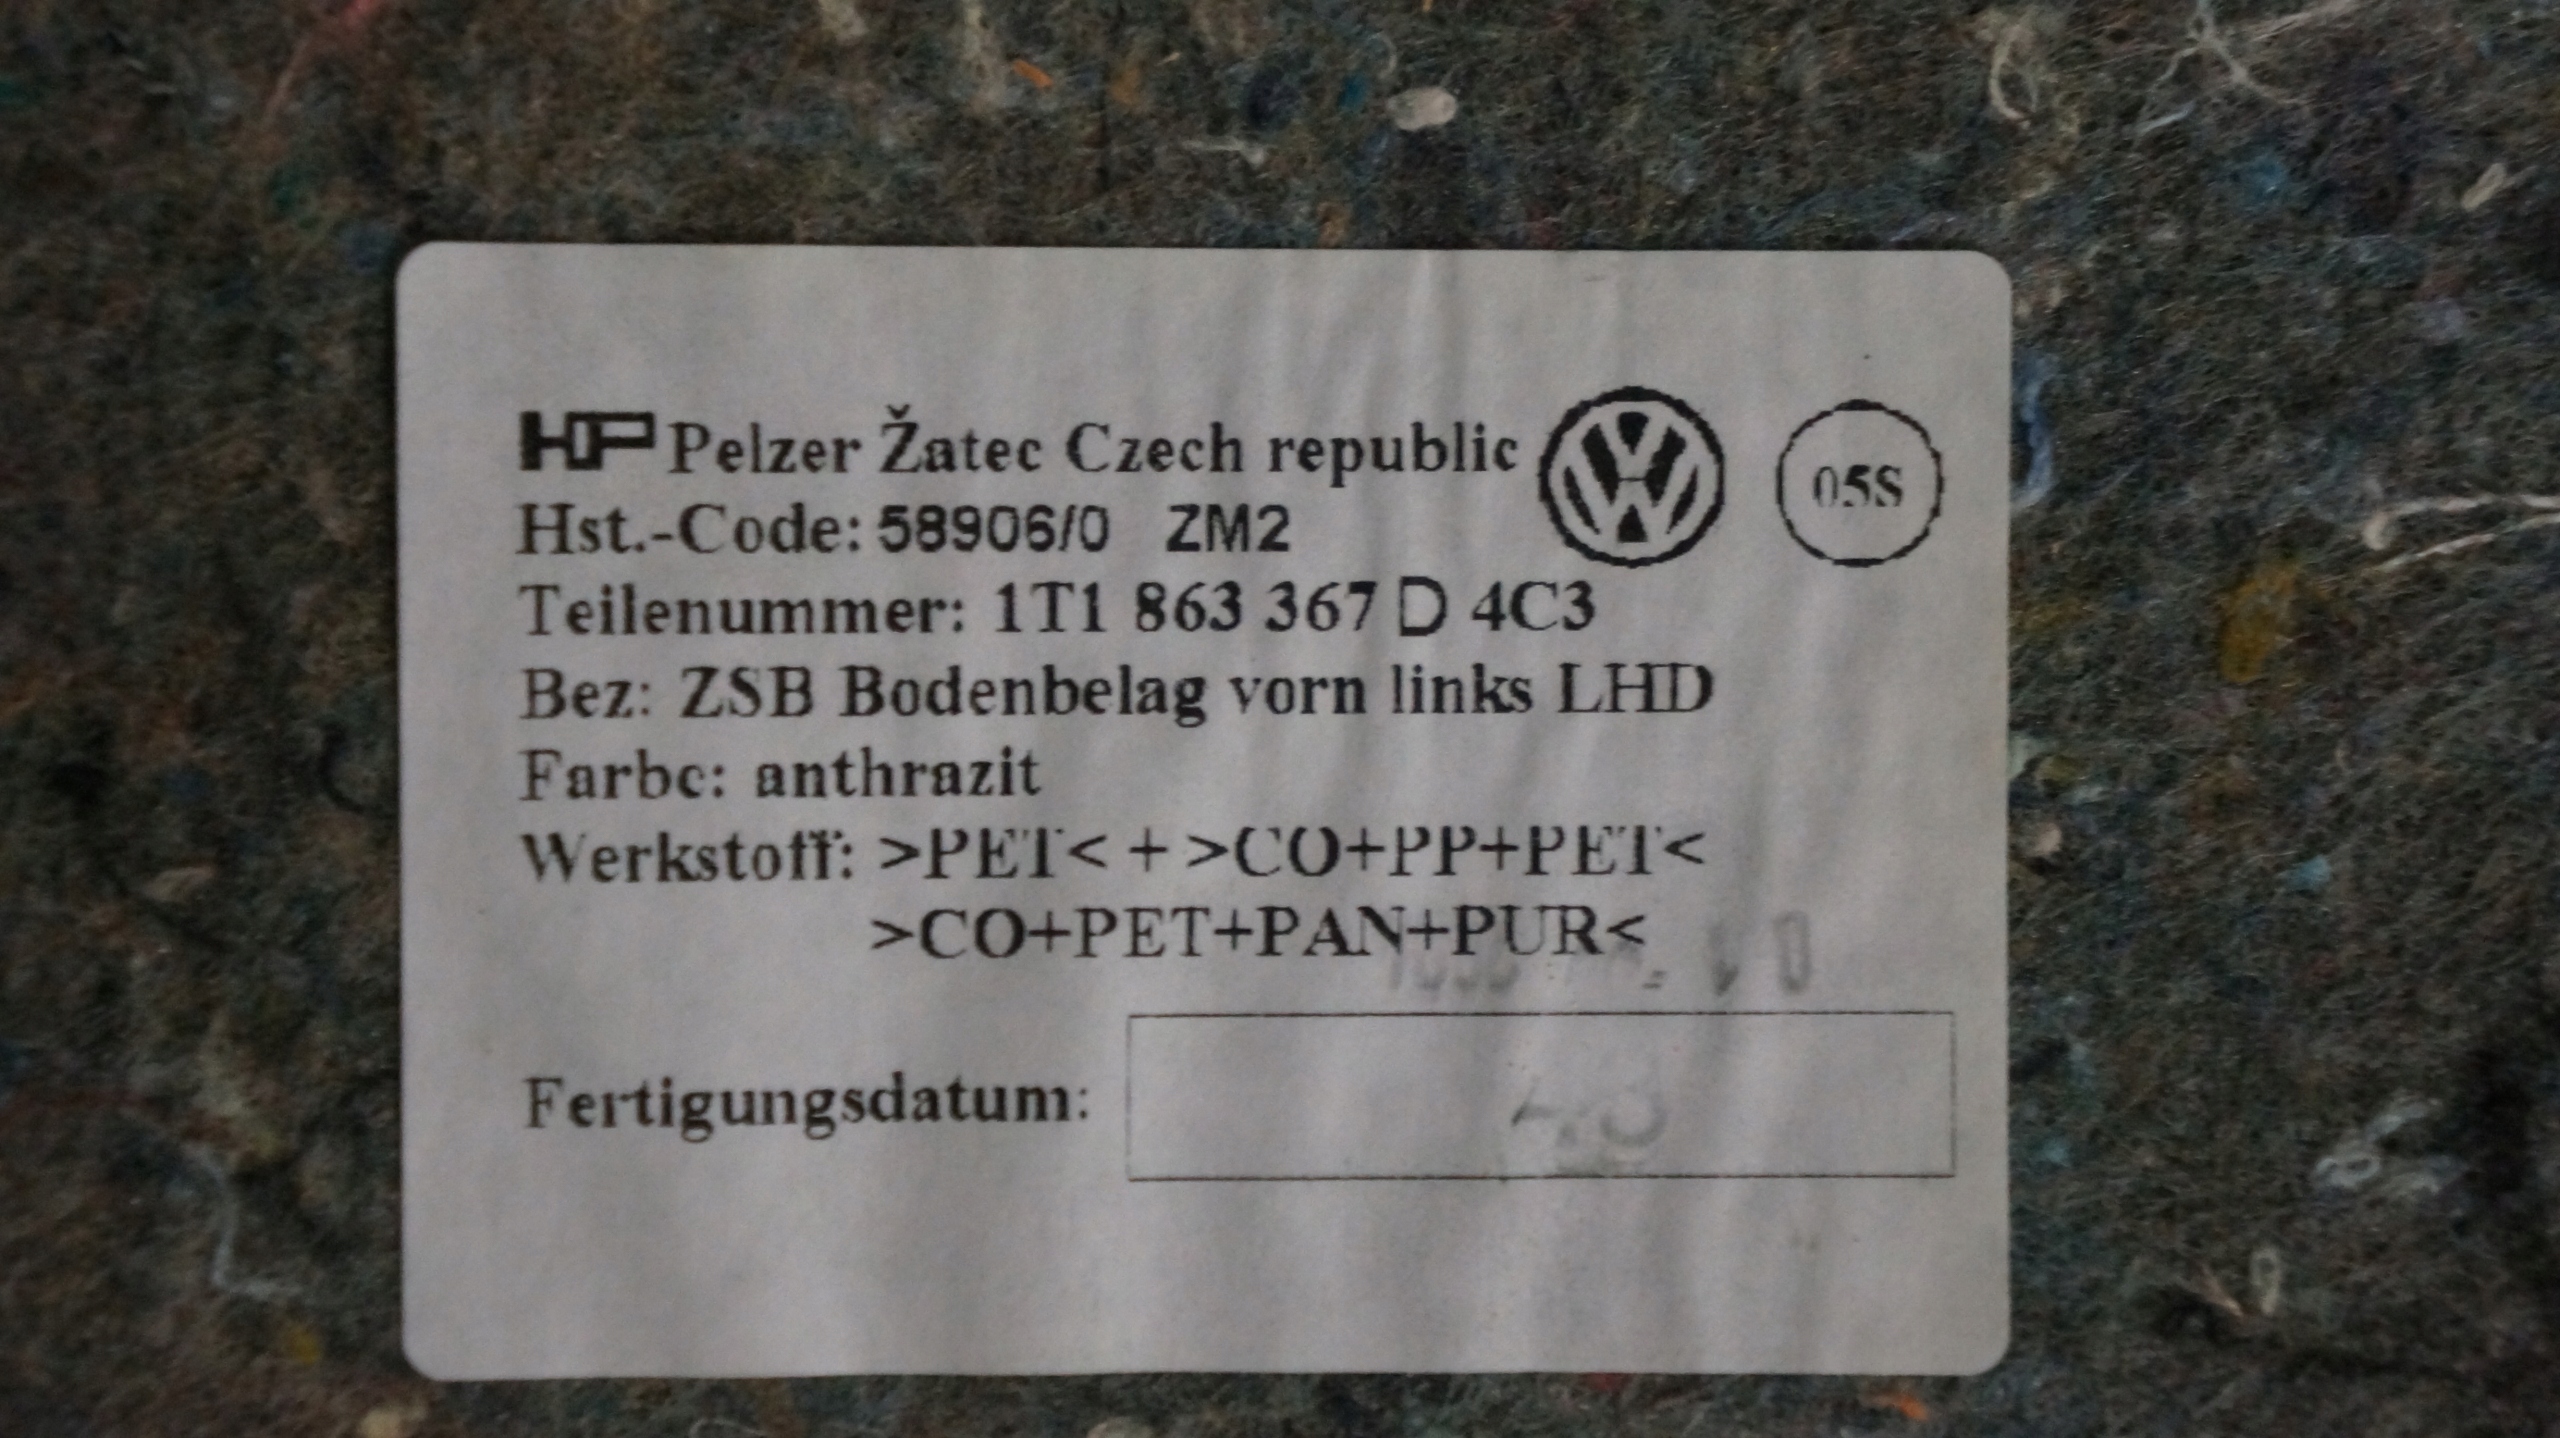 HP Pelzer Žatec Czech republic
05S
Hst.-Code: 58906/0 ZM2
Teilenummer: 1T1 863 367 D 4C3
Bez: ZSB Bodenbelag vorn links LHD
Farbe: anthrazit
Werkstoff: >PET< + >CO+PP+PET<
>CO+PET+PAN+PUR<
Fertigungsdatum: